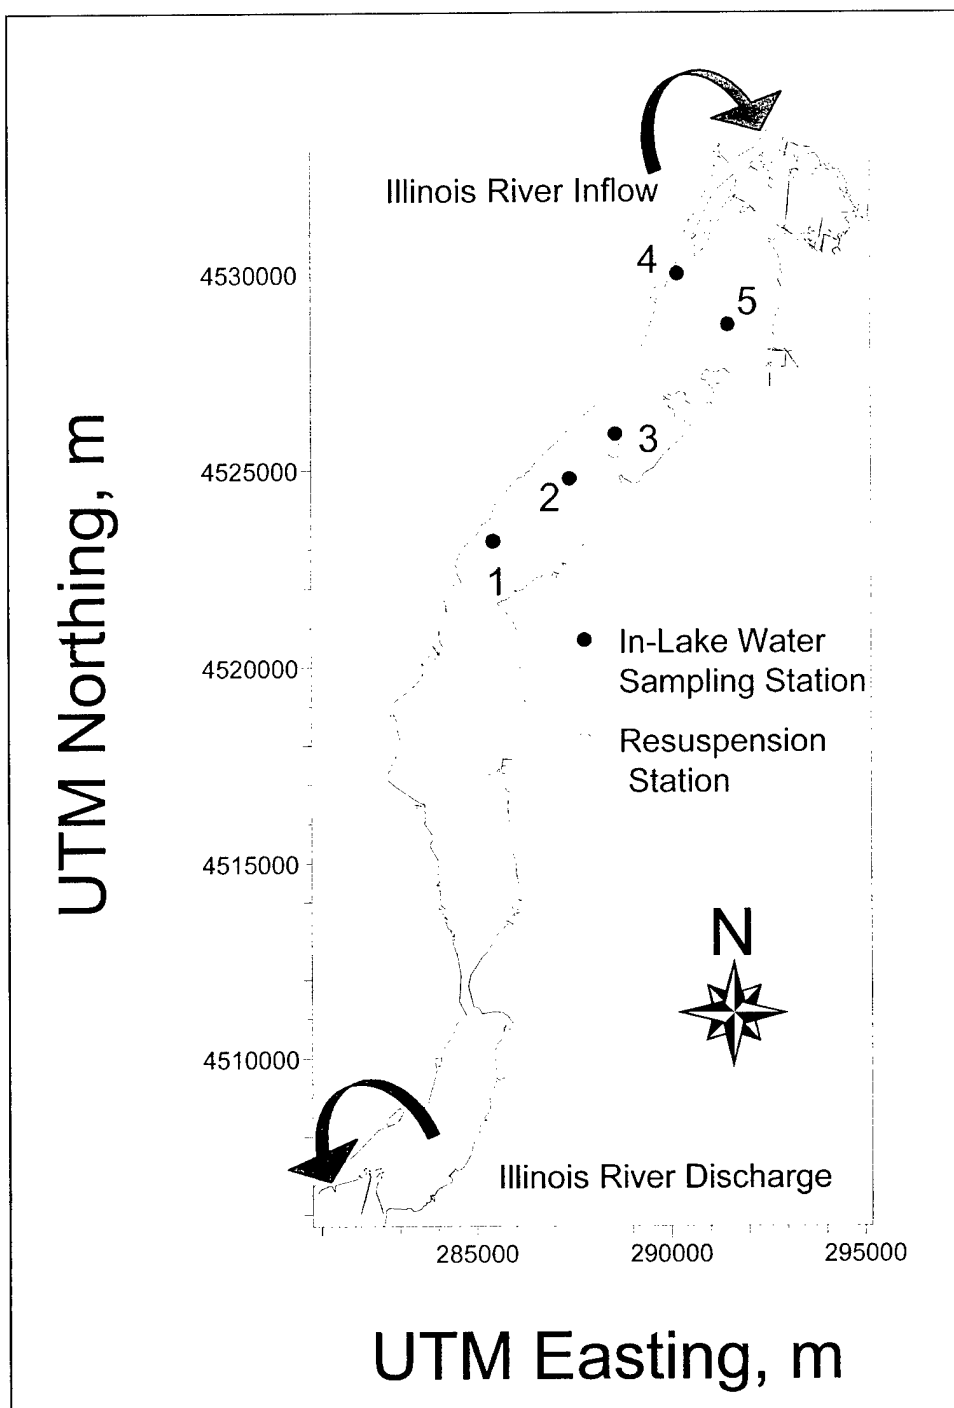 Illinois River Inflow
4
4530000
5
3
4525000
2
1
In-Lake Water
Sampling Station
4520000
Resuspension
Station
UTM Northing, m
4515000
N
4510000
Illinois River Discharge
285000
290000
295000
UTM Easting, m